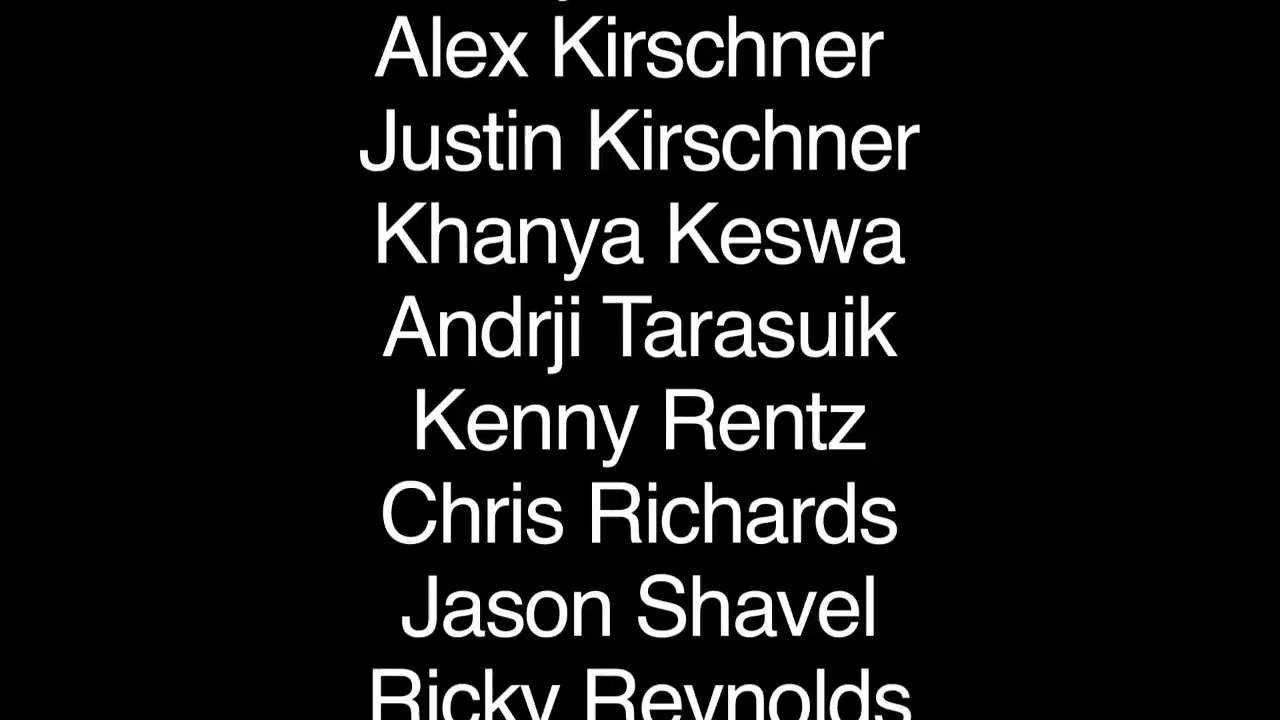 Alex Kirschner
Justin Kirschner
Khanya Keswa
Andrji Tarasuik
Kenny Rentz
Chris Richards
Jason Shavel
Ricky Reynolds